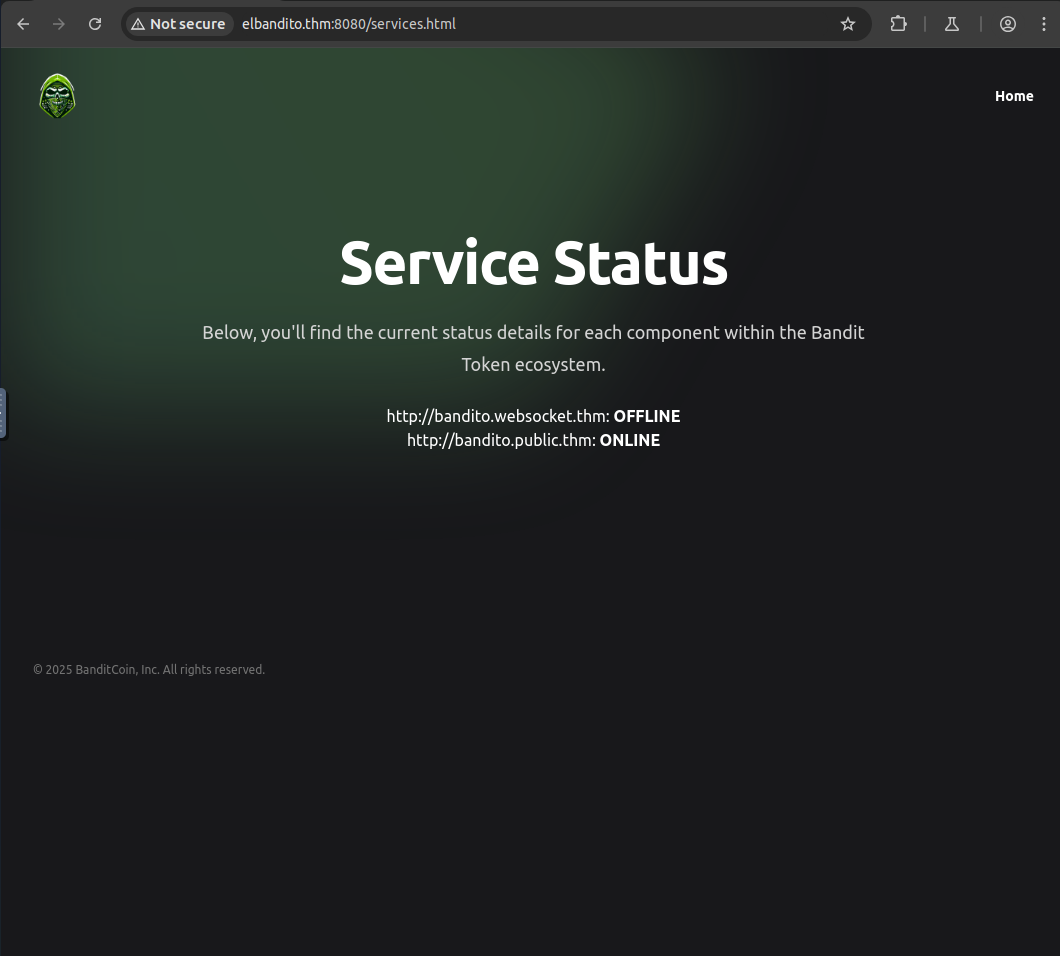 Not secure elbandito.thm:8080/services.html
Home
Service Status
Below, you'll find the current status details for each component within the Bandit
Token ecosystem.
http://bandito.websocket.thm: OFFLINE
http://bandito.public.thm: ONLINE
© 2025 BanditCoin, Inc. All rights reserved.